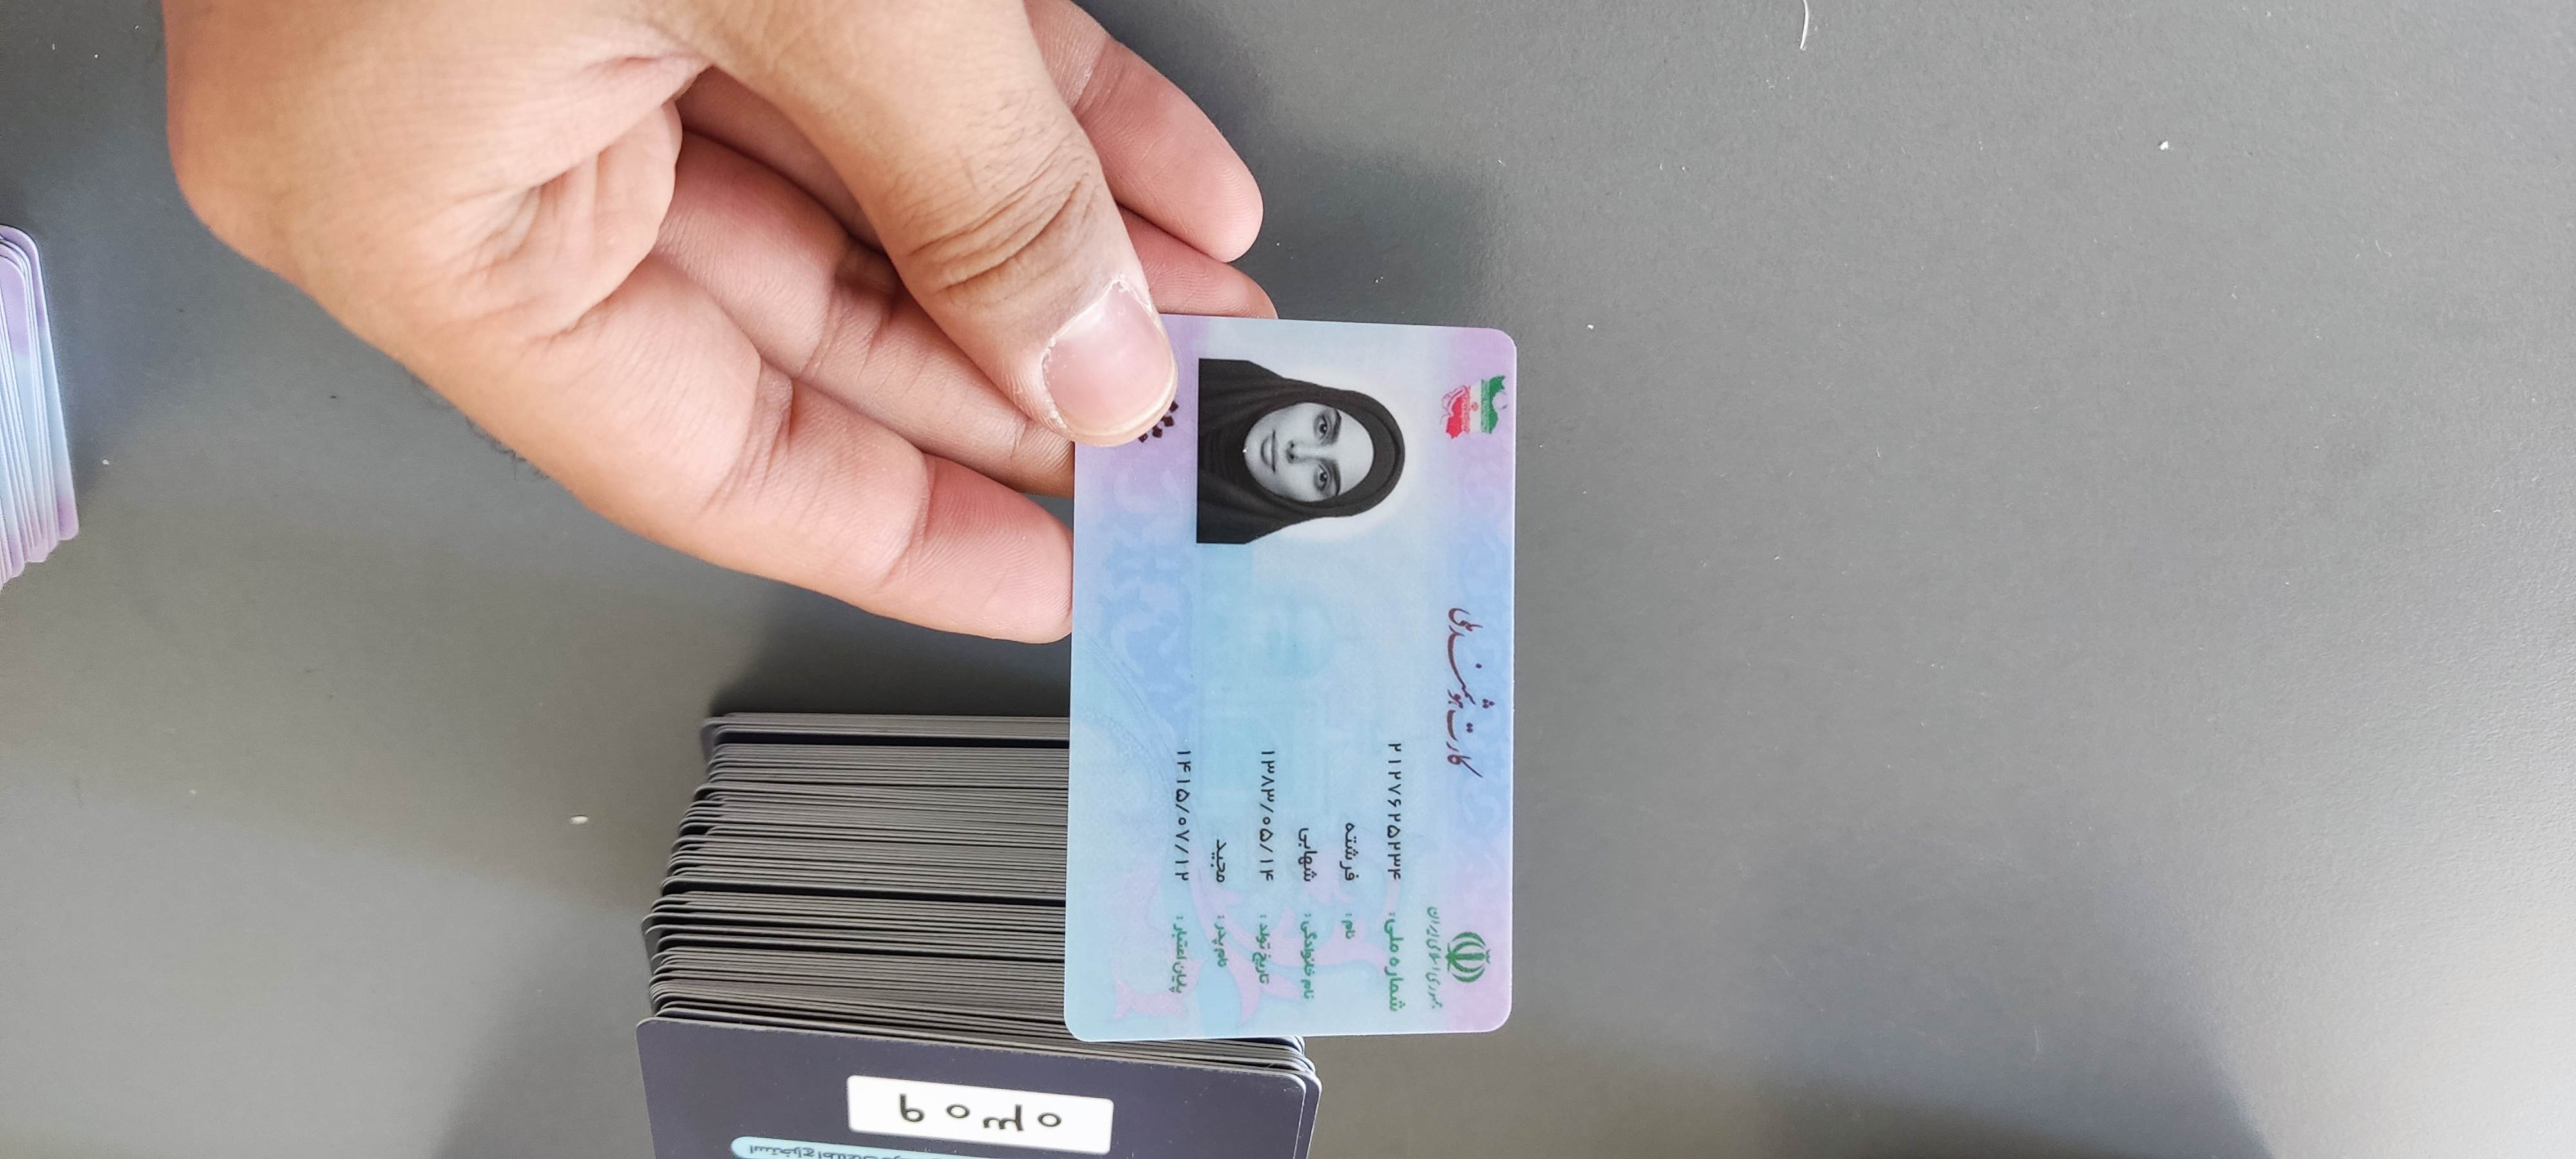 جمهوری اسلامی ایران
کارت هوشمند ملی
شماره ملی: ۲۱۲۷۶۲۵۲۳۴
نام: فرشته
نام خانوادگی: شهابی
تاریخ تولد: ۱۳۸۳/۰۵/۱۴
نام پدر: مجید
پایان اعتبار: ۱۴۱۵/۰۷/۱۲
استخراج اطلاعات
۰۳۰۹